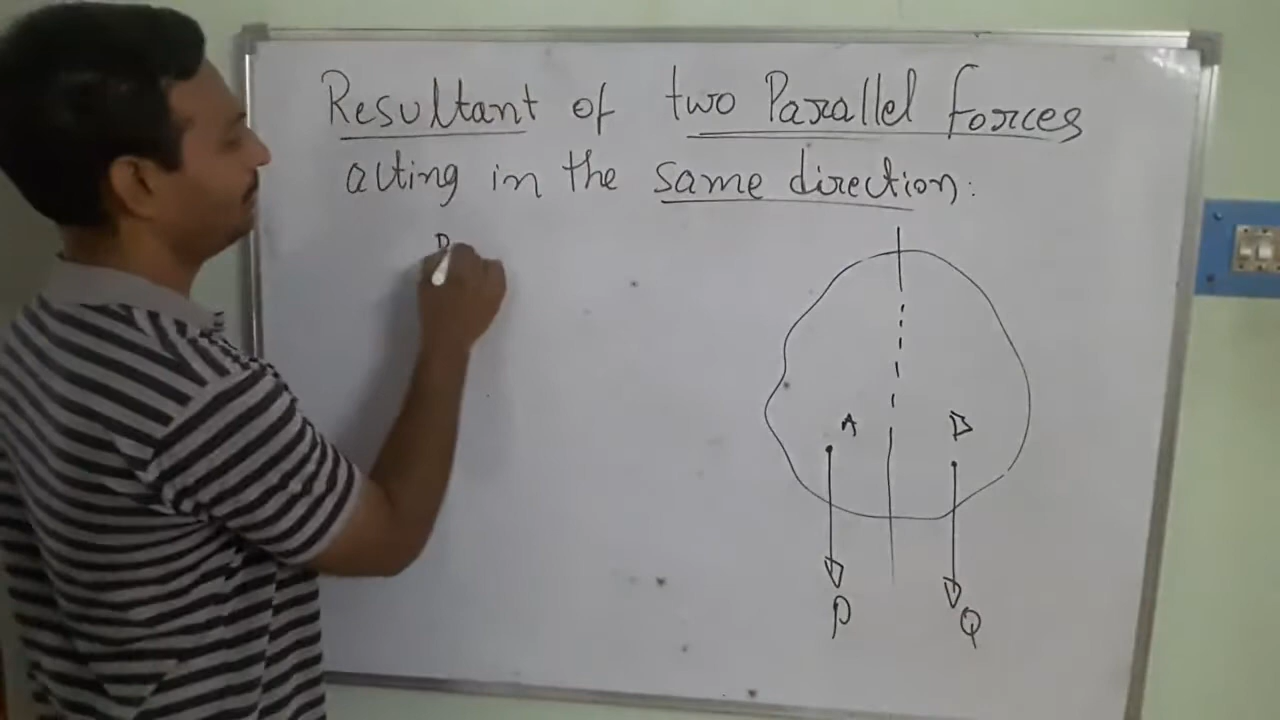 Resultant of two Parallel forces
acting in the same direction:
A
B
P
Q